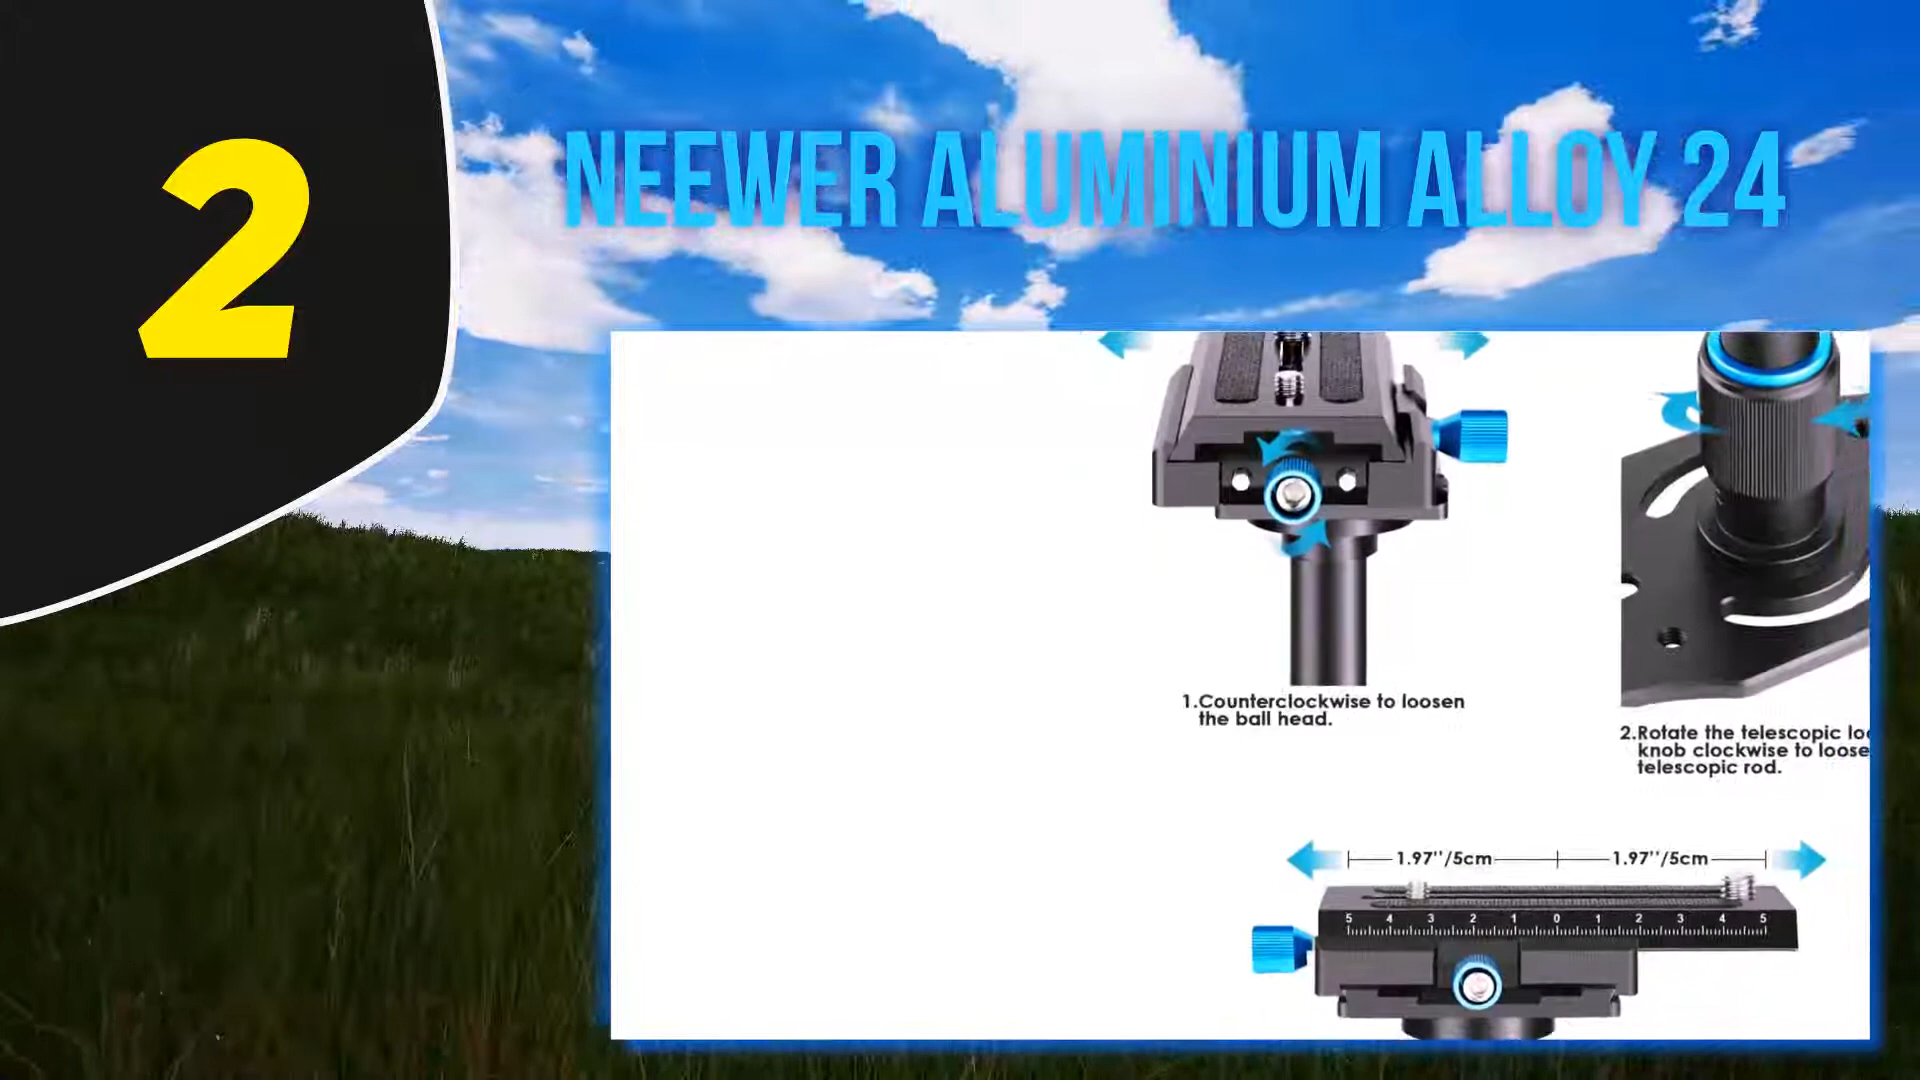 2
NEEWER ALUMINIUM ALLOY 24
1.Counterclockwise to loosen
the ball head.
2.Rotate the telescopic
knob clockwise to
telescopic rod.
1.97''/5cm 1.97''/5cm
5 4 3 2 1 0 1 2 3 4 5